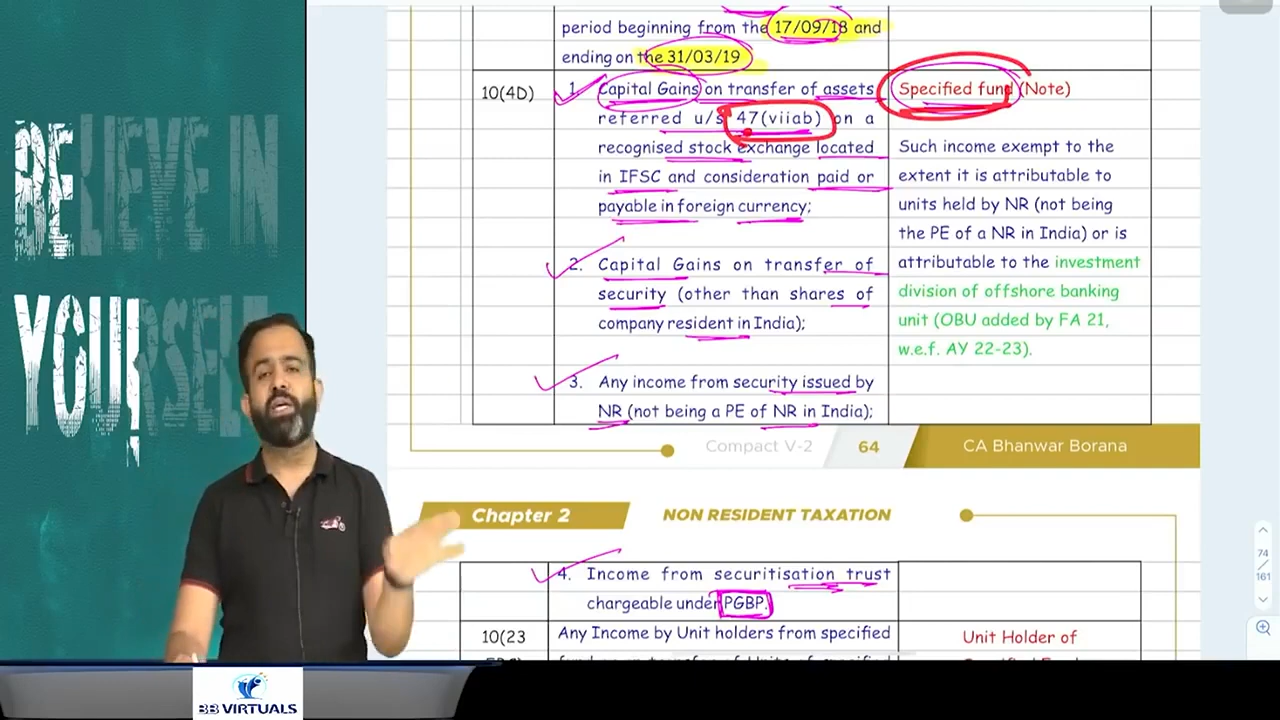 BELIEVE IN
YOURSELF
period beginning from the 17/09/18 and
ending on the 31/03/19
10(4D)
1. Capital Gains on transfer of assets
referred u/s 47(viiab) on a
recognised stock exchange located
in IFSC and consideration paid or
payable in foreign currency;
2. Capital Gains on transfer of
security (other than shares of
company resident in India);
3. Any income from security issued by
NR (not being a PE of NR in India);
Specified fund (Note)
Such income exempt to the
extent it is attributable to
units held by NR (not being
the PE of a NR in India) or is
attributable to the investment
division of offshore banking
unit (OBU added by FA 21,
w.e.f. AY 22-23).
Compact V-2 64 CA Bhanwar Borana
Chapter 2 NON RESIDENT TAXATION
4. Income from securitisation trust
chargeable under PGBP.
10(23
Any Income by Unit holders from specified
Unit Holder of
74
/
161
BB VIRTUALS